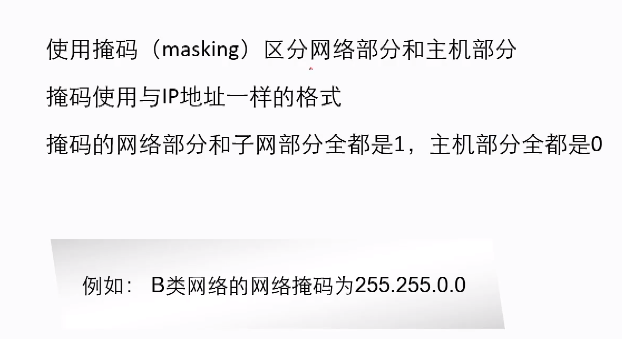 使用掩码（masking）区分网络部分和主机部分
掩码使用与IP地址一样的格式
掩码的网络部分和子网部分全都是1，主机部分全都是0
例如： B类网络的网络掩码为255.255.0.0